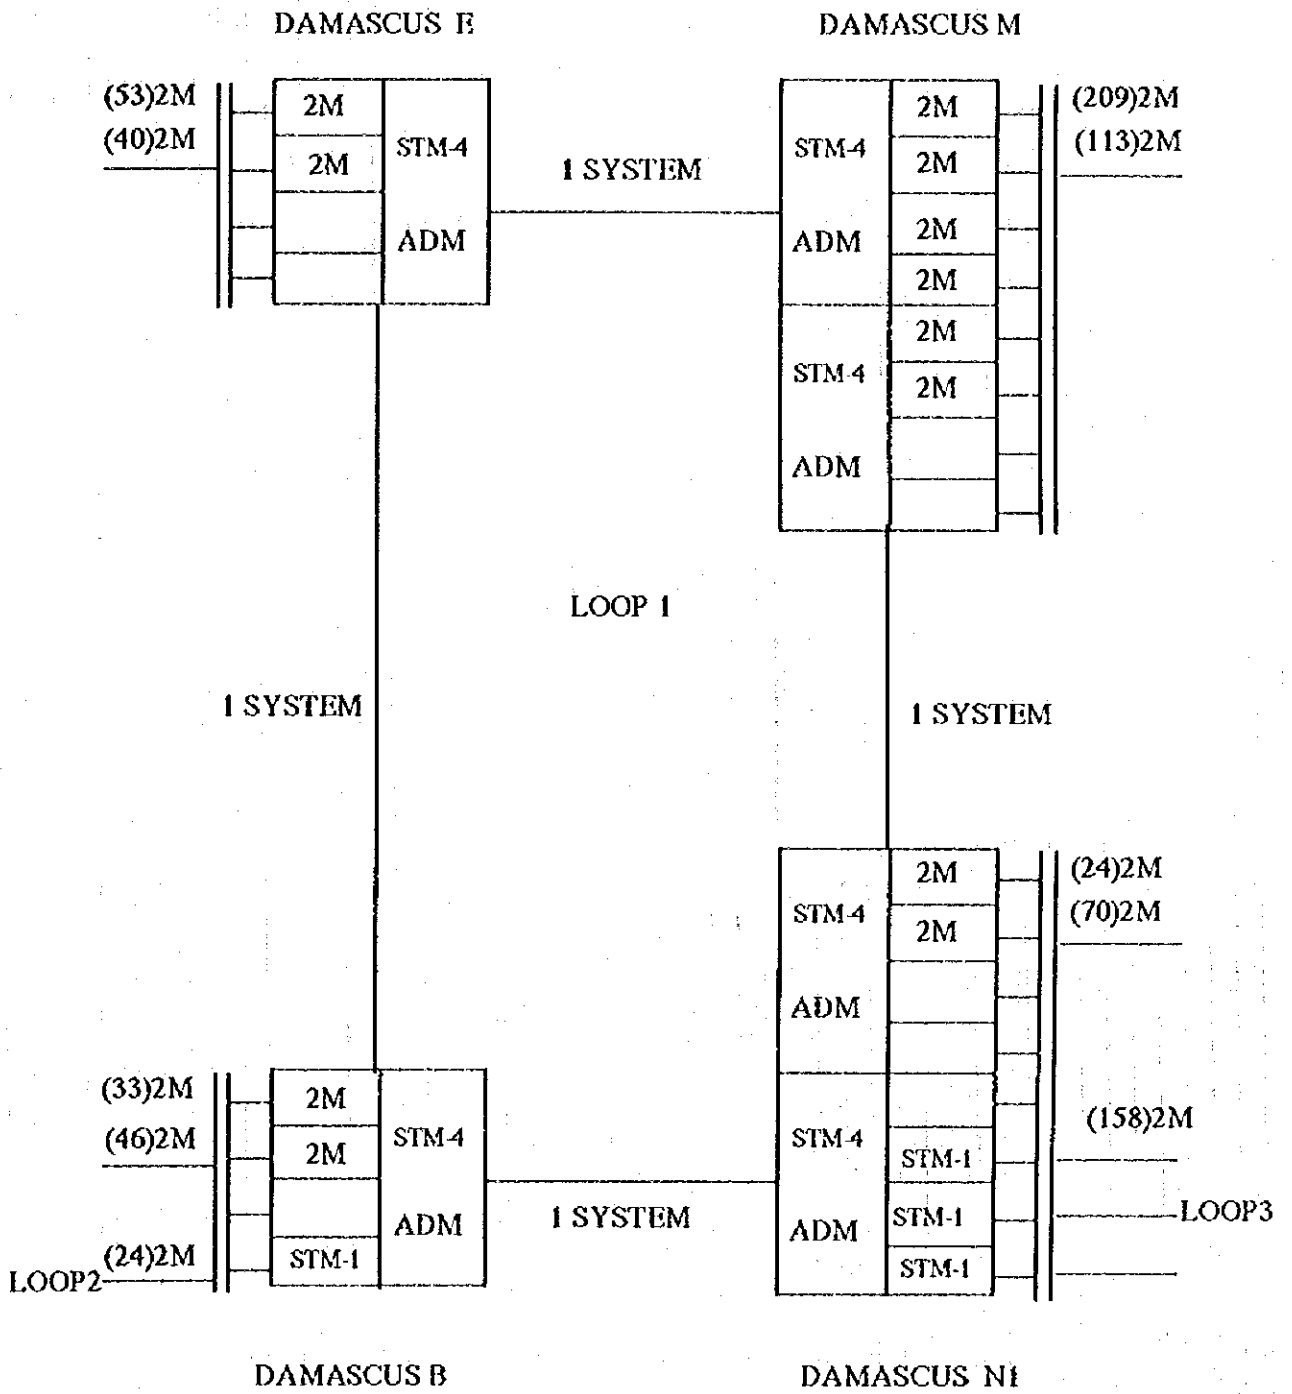 DAMASCUS E
DAMASCUS M
(53)2M
(40)2M
2M
2M
STM-4
ADM
1 SYSTEM
STM-4
ADM
STM-4
ADM
2M
2M
2M
2M
2M
2M
(209)2M
(113)2M
LOOP 1
1 SYSTEM
1 SYSTEM
(33)2M
(46)2M
(24)2M
LOOP2
2M
2M
STM-1
STM-4
ADM
1 SYSTEM
STM-4
ADM
STM-4
ADM
2M
2M
STM-1
STM-1
STM-1
(24)2M
(70)2M
(158)2M
LOOP3
DAMASCUS B
DAMASCUS N1